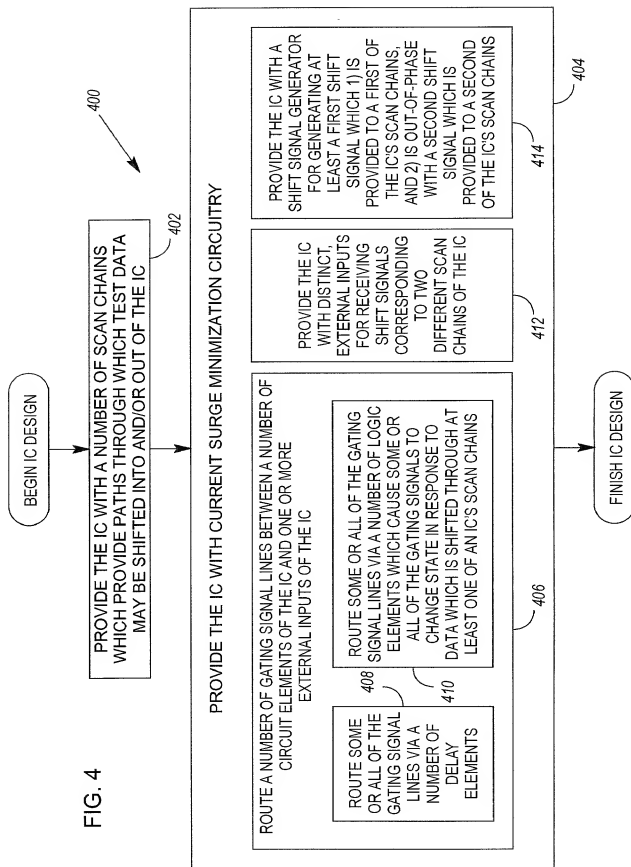 FIG. 4
400
BEGIN IC DESIGN
PROVIDE THE IC WITH A NUMBER OF SCAN CHAINS
WHICH PROVIDE PATHS THROUGH WHICH TEST DATA
MAY BE SHIFTED INTO AND/OR OUT OF THE IC
402
PROVIDE THE IC WITH CURRENT SURGE MINIMIZATION CIRCUITRY
ROUTE A NUMBER OF GATING SIGNAL LINES BETWEEN A NUMBER OF
CIRCUIT ELEMENTS OF THE IC AND ONE OR MORE
EXTERNAL INPUTS OF THE IC
ROUTE SOME
OR ALL OF THE
GATING SIGNAL
LINES VIA A
NUMBER OF
DELAY
ELEMENTS
408
ROUTE SOME OR ALL OF THE GATING
SIGNAL LINES VIA A NUMBER OF LOGIC
ELEMENTS WHICH CAUSE SOME OR
ALL OF THE GATING SIGNALS TO
CHANGE STATE IN RESPONSE TO
DATA WHICH IS SHIFTED THROUGH AT
LEAST ONE OF AN IC'S SCAN CHAINS
410
406
PROVIDE THE IC
WITH DISTINCT,
EXTERNAL INPUTS
FOR RECEIVING
SHIFT SIGNALS
CORRESPONDING
TO TWO
DIFFERENT SCAN
CHAINS OF THE IC
412
PROVIDE THE IC WITH A
SHIFT SIGNAL GENERATOR
FOR GENERATING AT
LEAST A FIRST SHIFT
SIGNAL WHICH 1) IS
PROVIDED TO A FIRST OF
THE IC'S SCAN CHAINS,
AND 2) IS OUT-OF-PHASE
WITH A SECOND SHIFT
SIGNAL WHICH IS
PROVIDED TO A SECOND
OF THE IC'S SCAN CHAINS
414
404
FINISH IC DESIGN